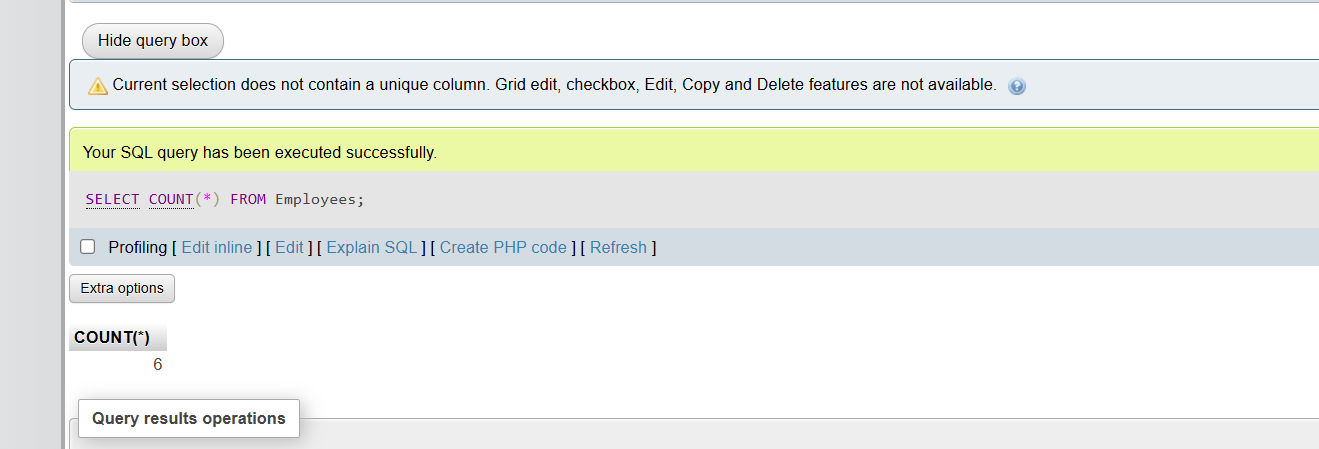 Hide query box
Current selection does not contain a unique column. Grid edit, checkbox, Edit, Copy and Delete features are not available.
Your SQL query has been executed successfully.
SELECT COUNT(*) FROM Employees;
Profiling [ Edit inline ] [ Edit ] [ Explain SQL ] [ Create PHP code ] [ Refresh ]
Extra options
COUNT(*)
6
Query results operations